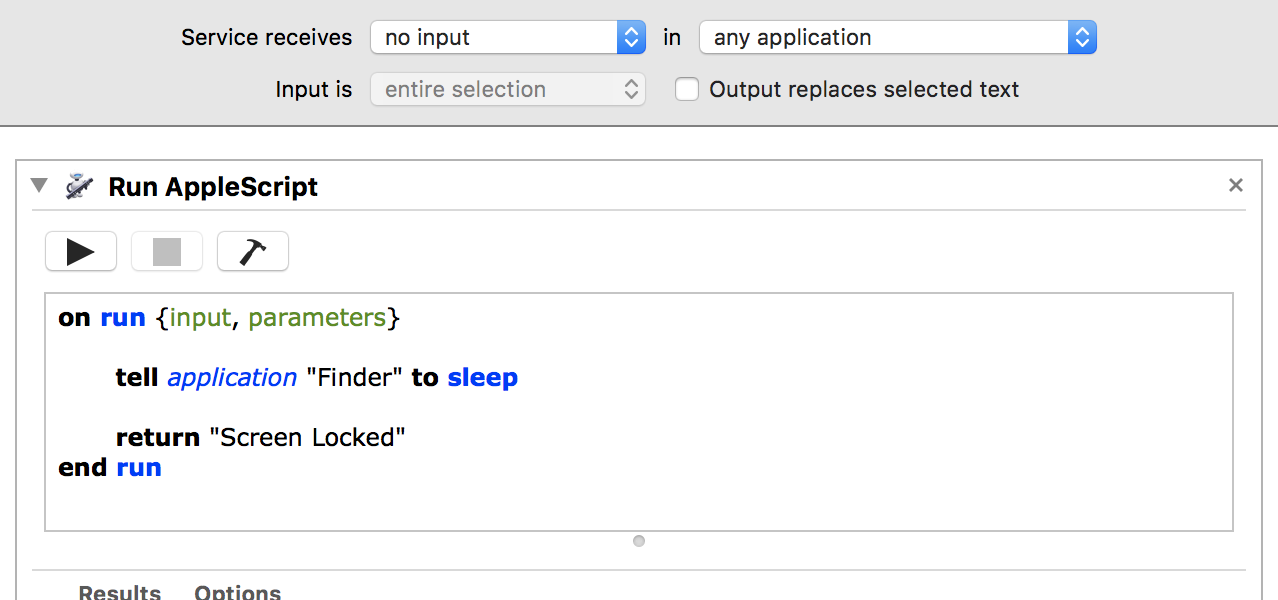 Service receives no input in any application
Input is entire selection Output replaces selected text
Run AppleScript
on run {input, parameters}
tell application "Finder" to sleep
return "Screen Locked"
end run
Results Options